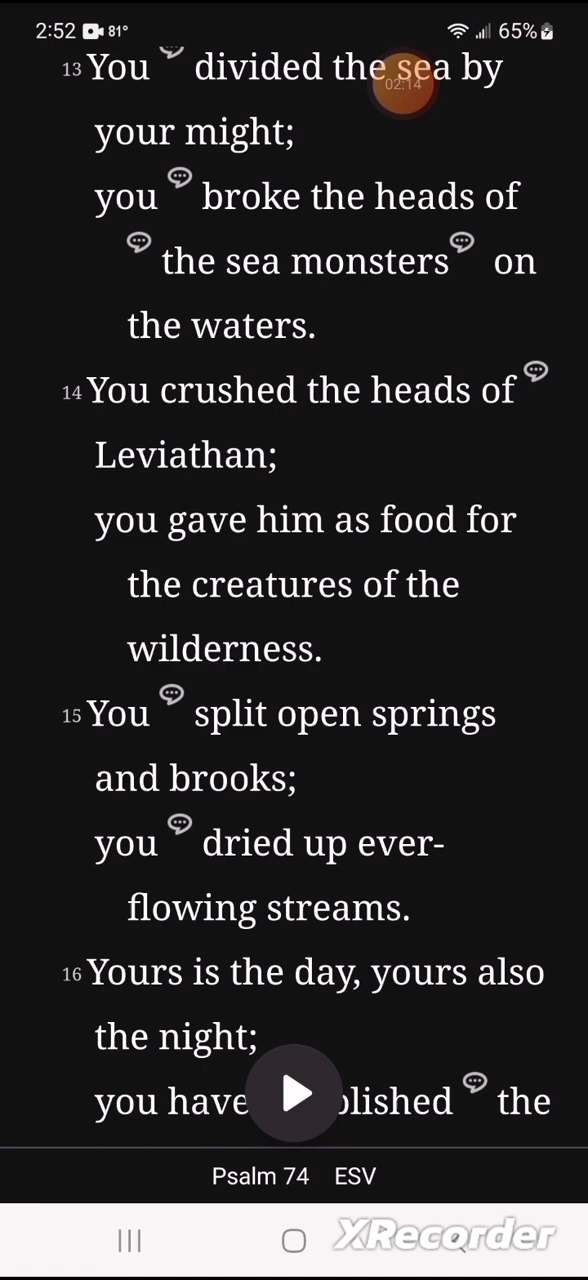 2:52 81° 65%
02:14
13 You divided the sea by
your might;
you broke the heads of
the sea monsters on
the waters.
14 You crushed the heads of
Leviathan;
you gave him as food for
the creatures of the
wilderness.
15 You split open springs
and brooks;
you dried up ever-
flowing streams.
16 Yours is the day, yours also
the night;
you have blished the
Psalm 74 ESV
XRecorder